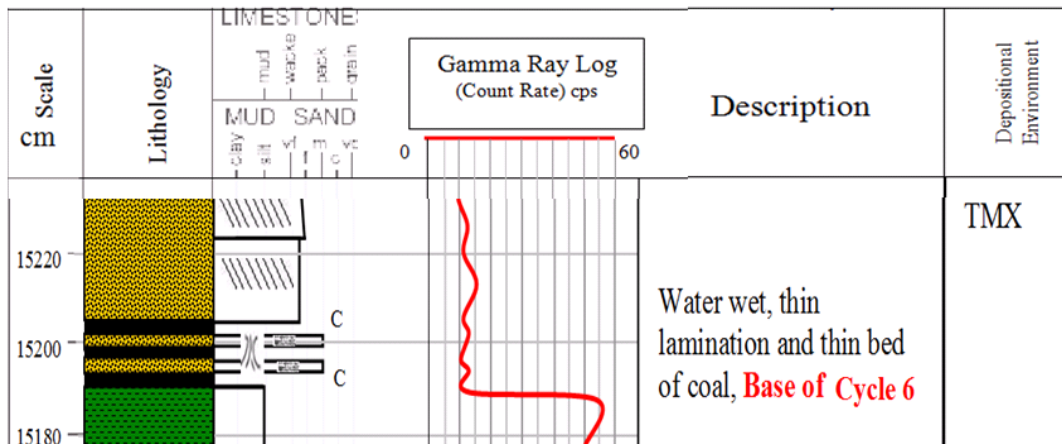 LIMESTONE
Scale
cm
Lithology
mud
wacke
pack
grain
MUD SAND
clay
silt
vf
f
m
c
vc
Gamma Ray Log
(Count Rate) cps
0
60
Description
Depositional
Environment
15220
15200
15180
C
C
Water wet, thin
lamination and thin bed
of coal, Base of Cycle 6
TMX